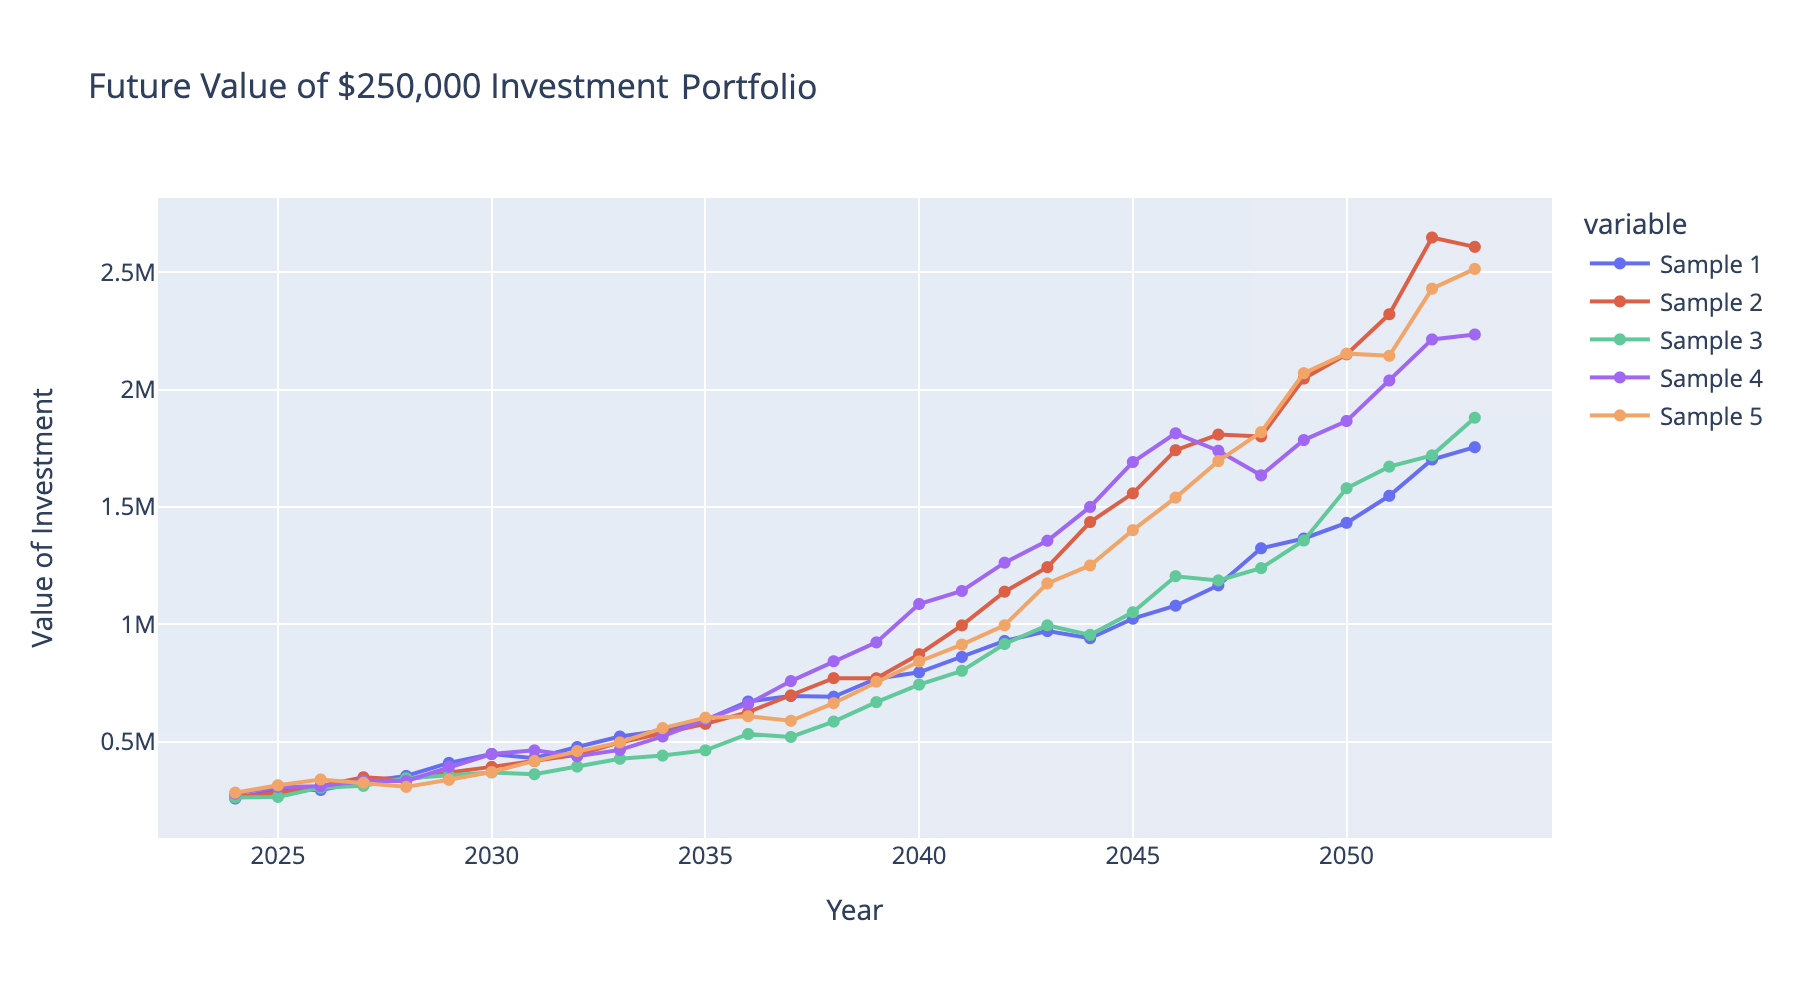 Future Value of $250,000 Investment Portfolio
variable
Sample 1
Sample 2
Sample 3
Sample 4
Sample 5
Value of Investment
2.5M
2M
1.5M
1M
0.5M
2025 2030 2035 2040 2045 2050
Year